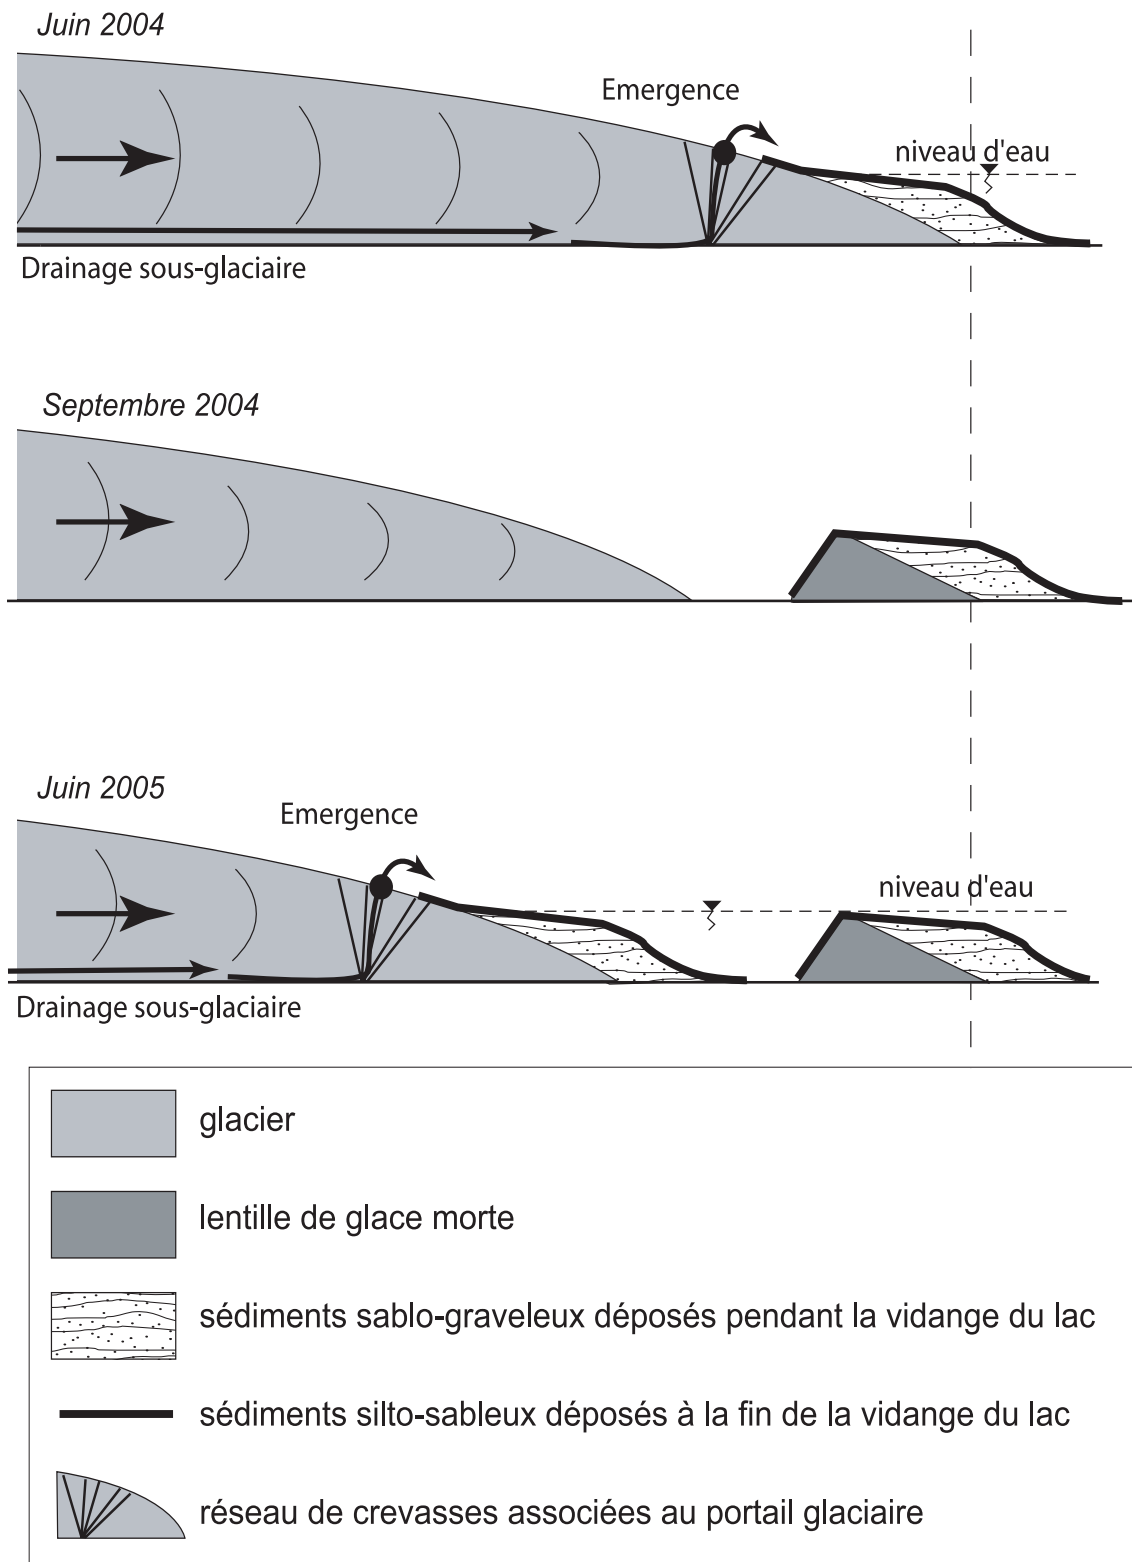 Juin 2004
Emergence
niveau d'eau
Drainage sous-glaciaire
Septembre 2004
Juin 2005
Emergence
niveau d'eau
Drainage sous-glaciaire
glacier
lentille de glace morte
sédiments sablo-graveleux déposés pendant la vidange du lac
sédiments silto-sableux déposés à la fin de la vidange du lac
réseau de crevasses associées au portail glaciaire